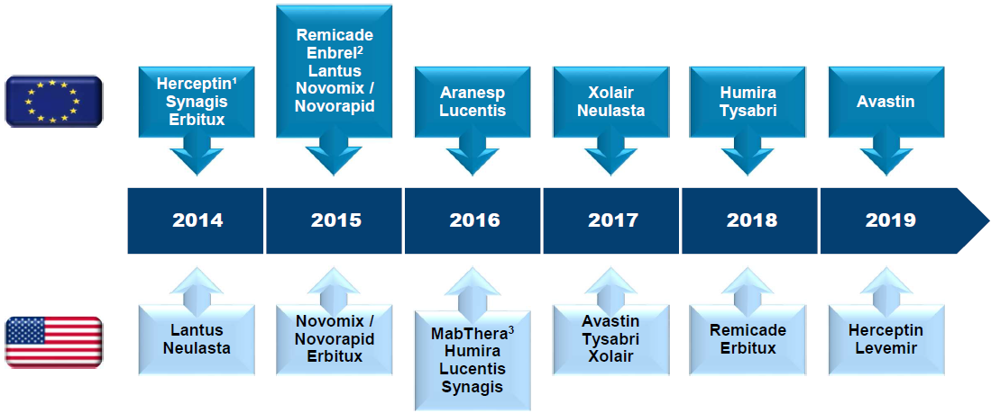 Herceptin¹
Synagis
Erbitux
Remicade
Enbrel²
Lantus
Novomix /
Novorapid
Aranesp
Lucentis
Xolair
Neulasta
Humira
Tysabri
Avastin
2014
2015
2016
2017
2018
2019
Lantus
Neulasta
Novomix /
Novorapid
Erbitux
MabThera³
Humira
Lucentis
Synagis
Avastin
Tysabri
Xolair
Remicade
Erbitux
Herceptin
Levemir